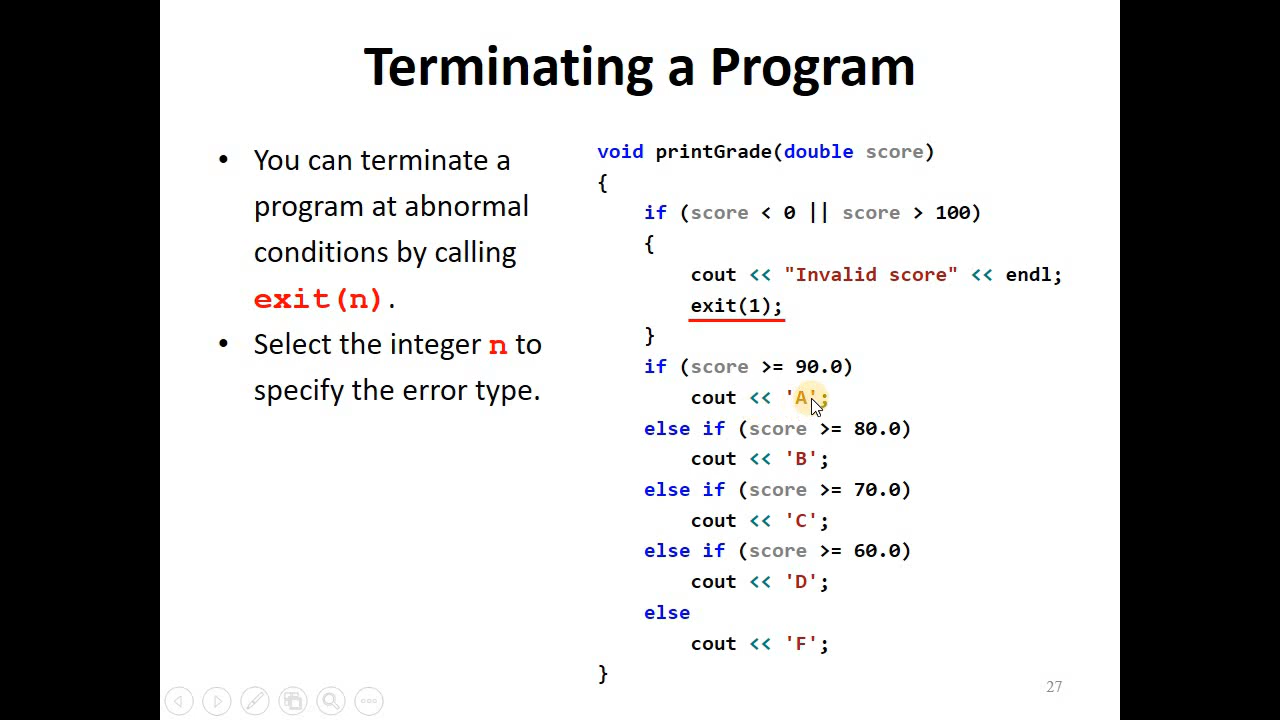 Terminating a Program
• You can terminate a
program at abnormal
conditions by calling
exit(n).
• Select the integer n to
specify the error type.
void printGrade(double score)
{
    if (score < 0 || score > 100)
    {
        cout << "Invalid score" << endl;
        exit(1);
    }
    if (score >= 90.0)
        cout << 'A';
    else if (score >= 80.0)
        cout << 'B';
    else if (score >= 70.0)
        cout << 'C';
    else if (score >= 60.0)
        cout << 'D';
    else
        cout << 'F';
}
27